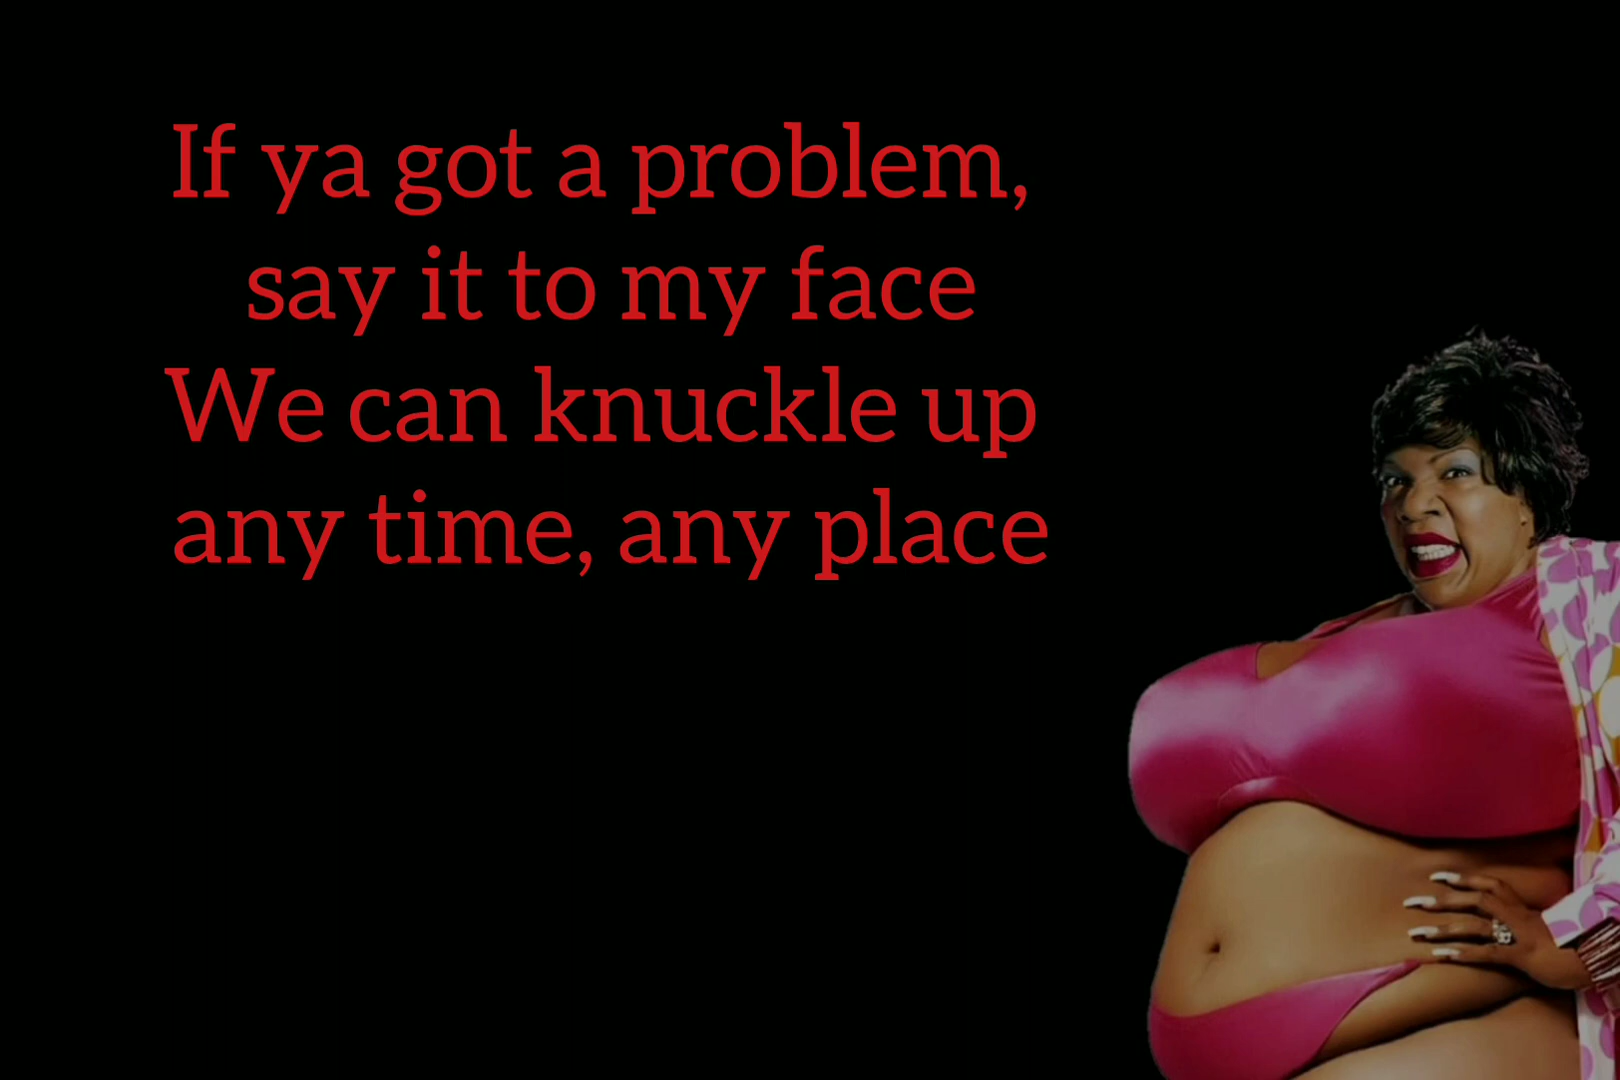 If ya got a problem,
say it to my face
We can knuckle up
any time, any place